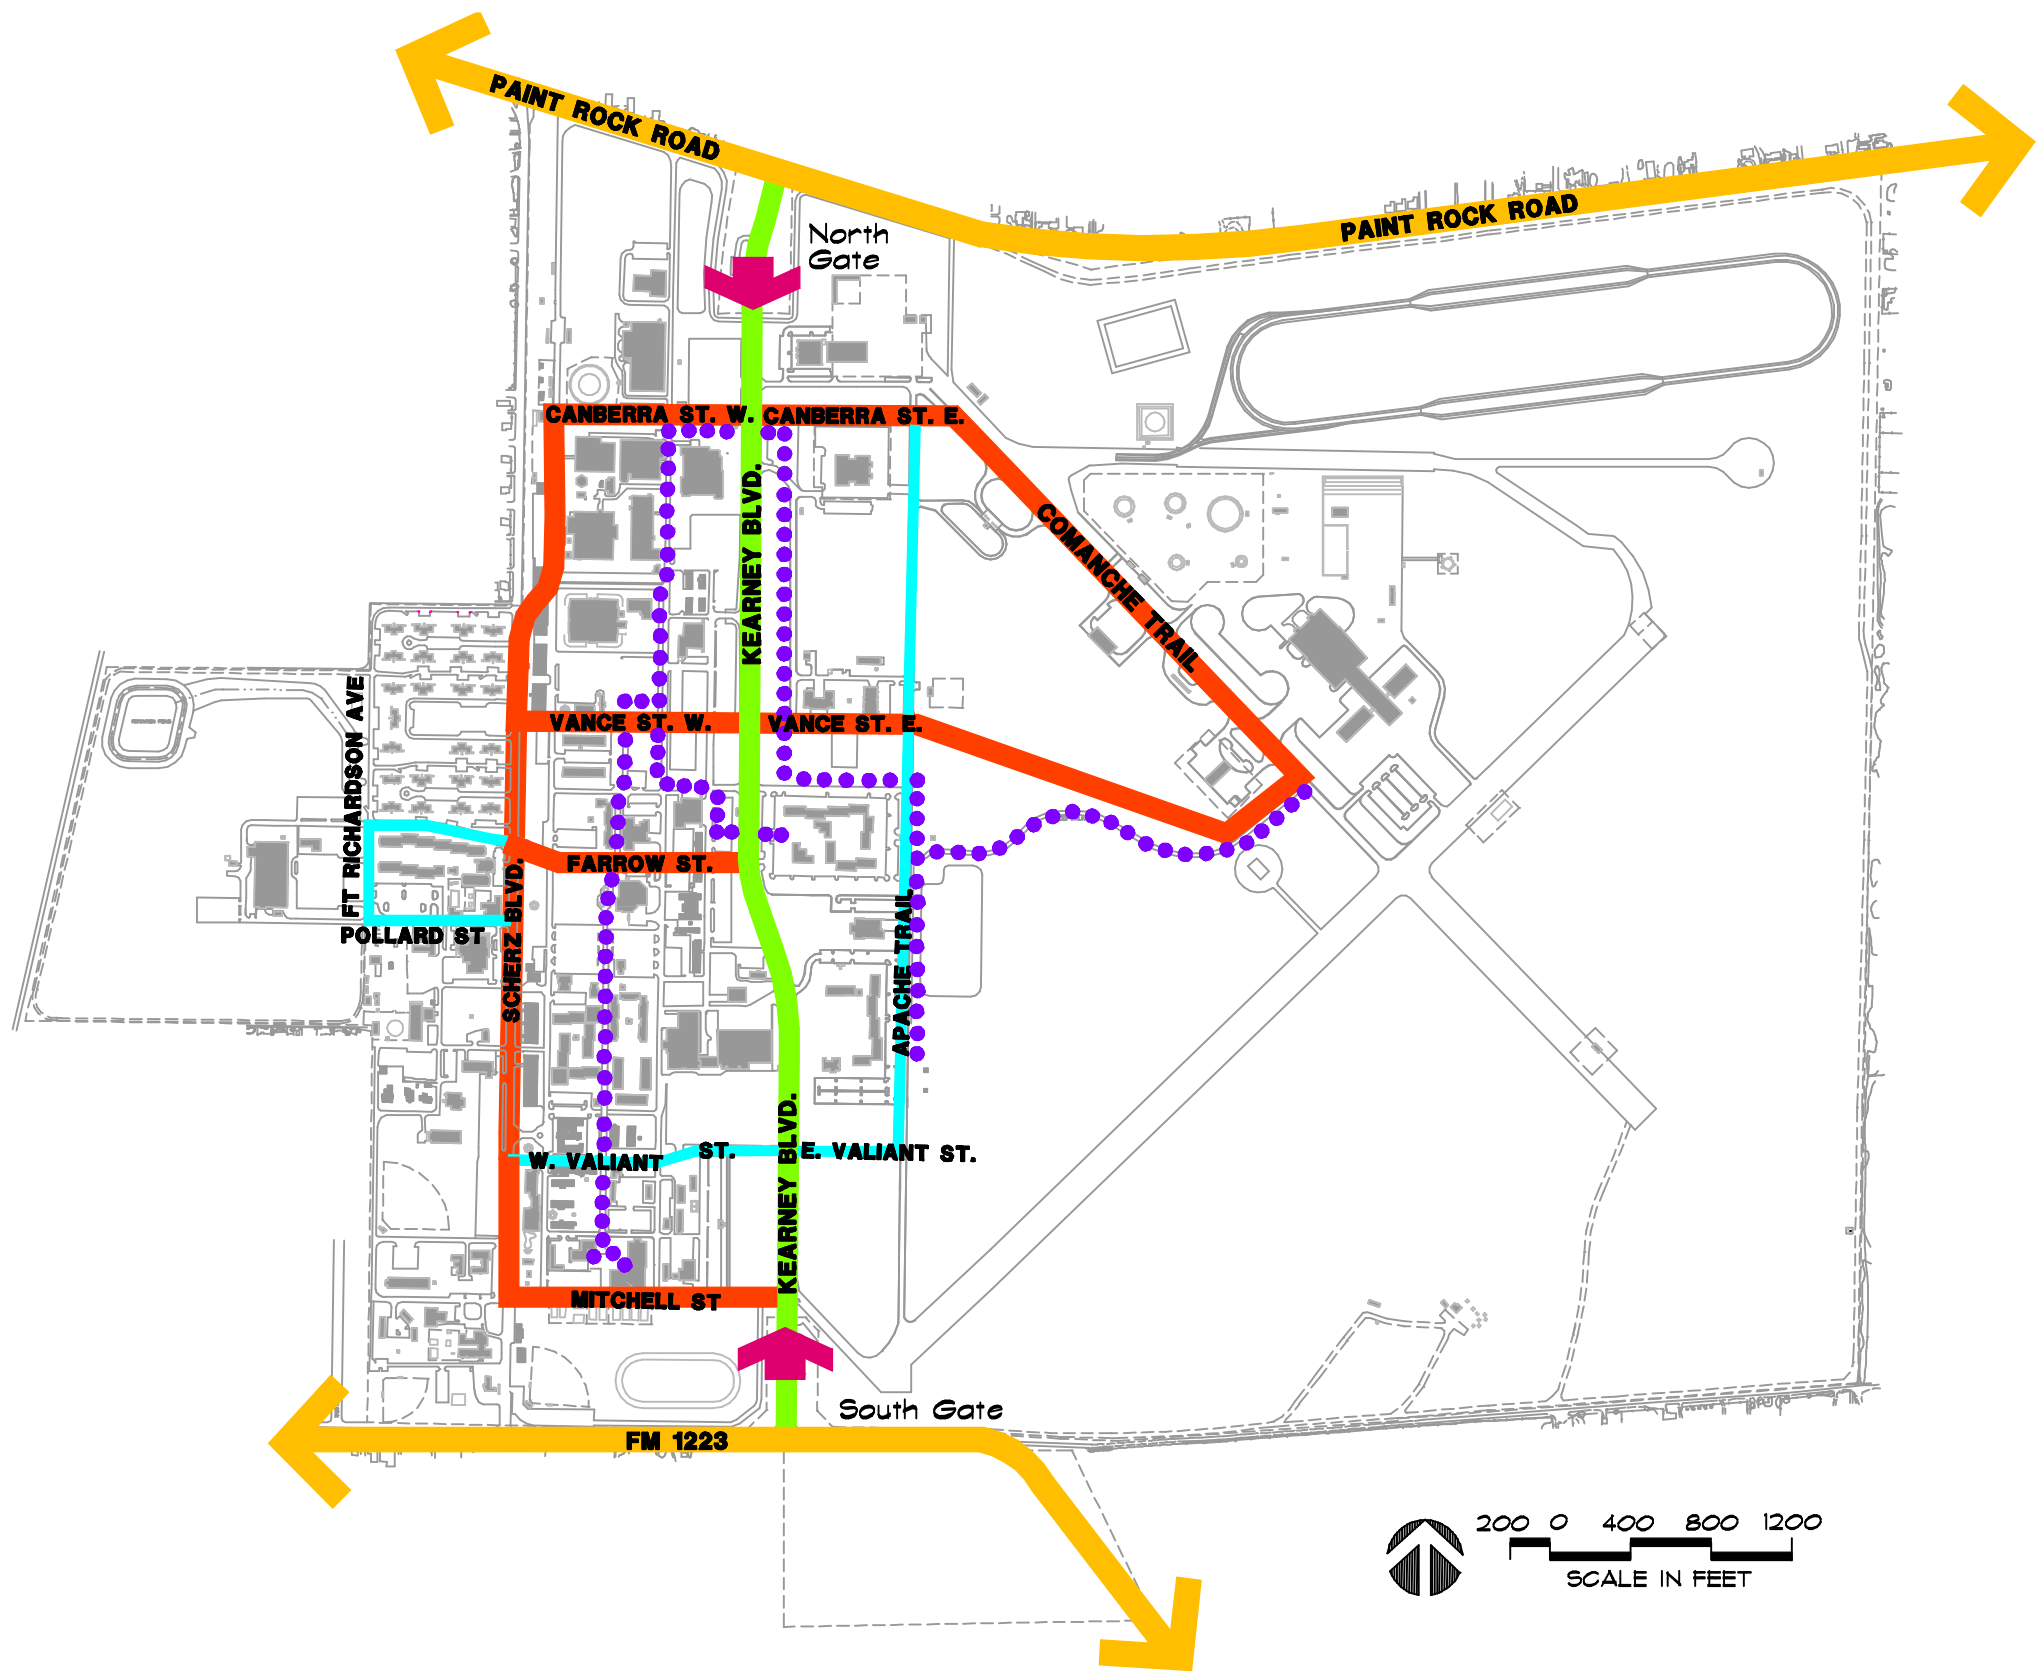 PAINT ROCK ROAD
PAINT ROCK ROAD
North
Gate
CANBERRA ST. W.
CANBERRA ST. E.
KEARNEY BLVD.
COMANCHE TRAIL
FT RICHARDSON AVE
VANCE ST. W.
VANCE ST. E.
FARROW ST.
POLLARD ST
SCHERZ BLVD.
APACHE TRAIL
W. VALIANT
ST.
E. VALIANT ST.
KEARNEY BLVD.
MITCHELL ST
South Gate
FM 1223
200 0 400 800 1200
SCALE IN FEET